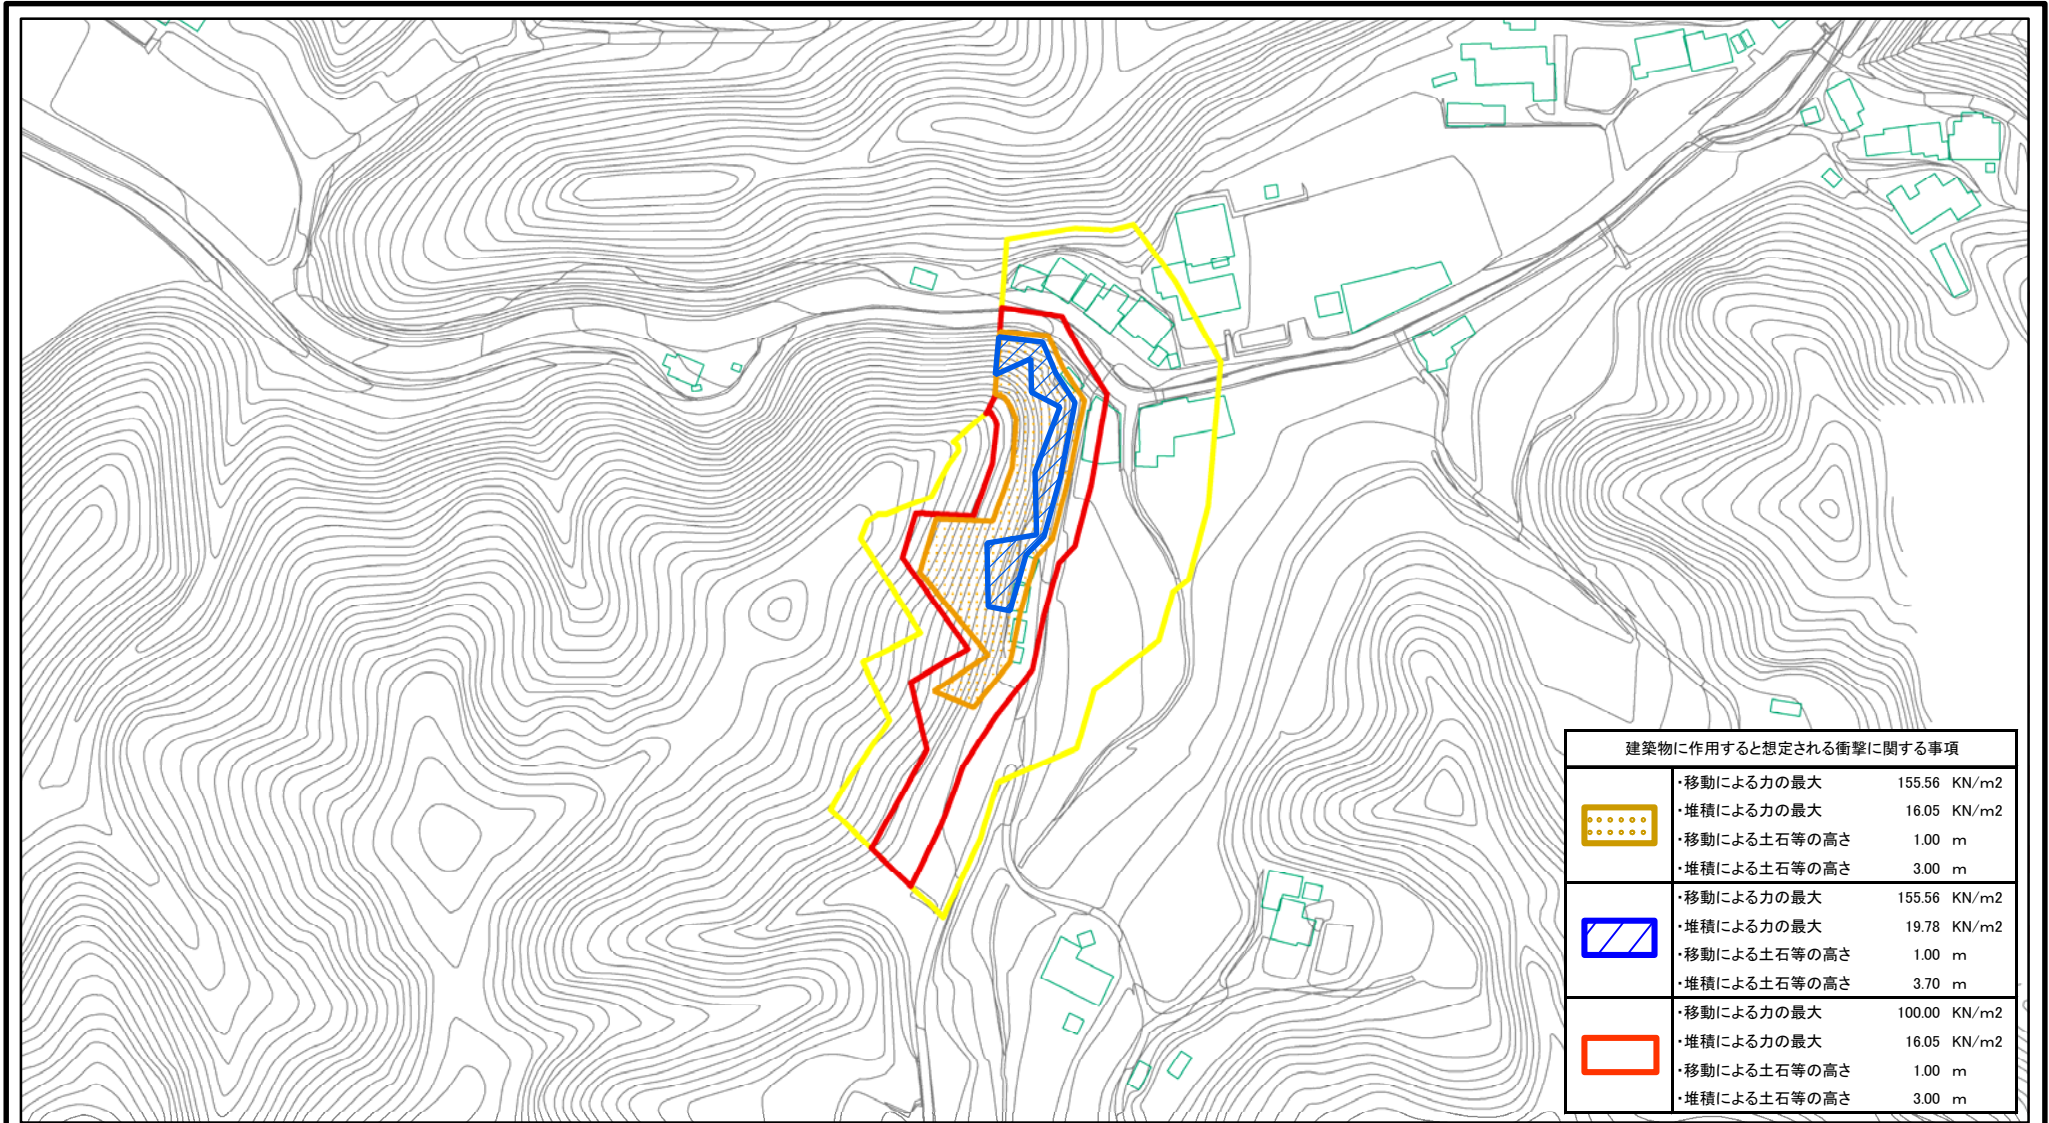 建築物に作用すると想定される衝撃に関する事項
・移動による力の最大 155.56 KN/m2
・堆積による力の最大 16.05 KN/m2
・移動による土石等の高さ 1.00 m
・堆積による土石等の高さ 3.00 m
・移動による力の最大 155.56 KN/m2
・堆積による力の最大 19.78 KN/m2
・移動による土石等の高さ 1.00 m
・堆積による土石等の高さ 3.70 m
・移動による力の最大 100.00 KN/m2
・堆積による力の最大 16.05 KN/m2
・移動による土石等の高さ 1.00 m
・堆積による土石等の高さ 3.00 m